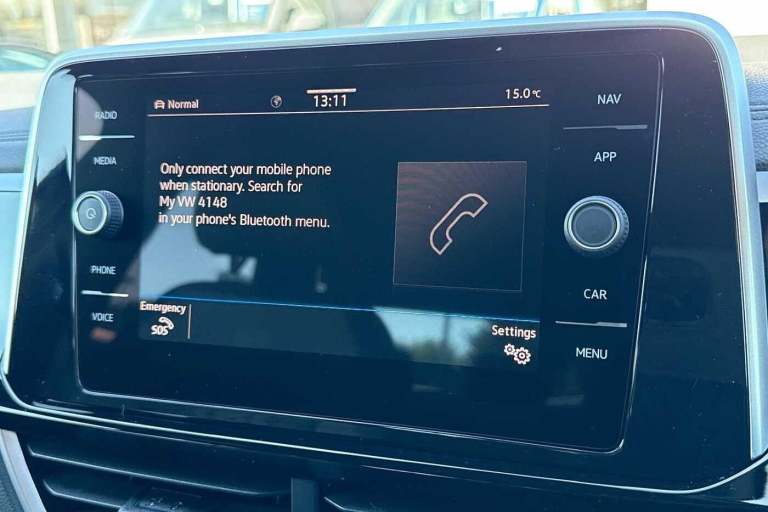 Normal
13:11
15.0°C
RADIO
MEDIA
PHONE
VOICE
Only connect your mobile phone
when stationary. Search for
My VW 4148
in your phone's Bluetooth menu.
Emergency
SOS
Settings
NAV
APP
CAR
MENU